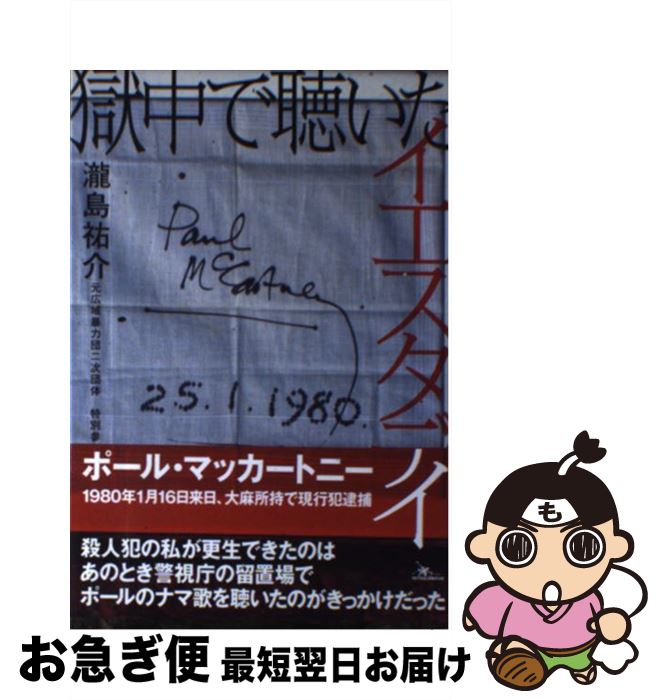 獄中で聴いた
イエスタデイ
瀧島祐介
元広域暴力団二次団体 特別参
Paul
McCartney
25.1.1980.
ポール・マッカートニー
1980年1月16日来日、大麻所持で現行犯逮捕
殺人犯の私が更生できたのは
あのとき警視庁の留置場で
ポールのナマ歌を聴いたのがきっかけだった
も
お急ぎ便 最短翌日お届け